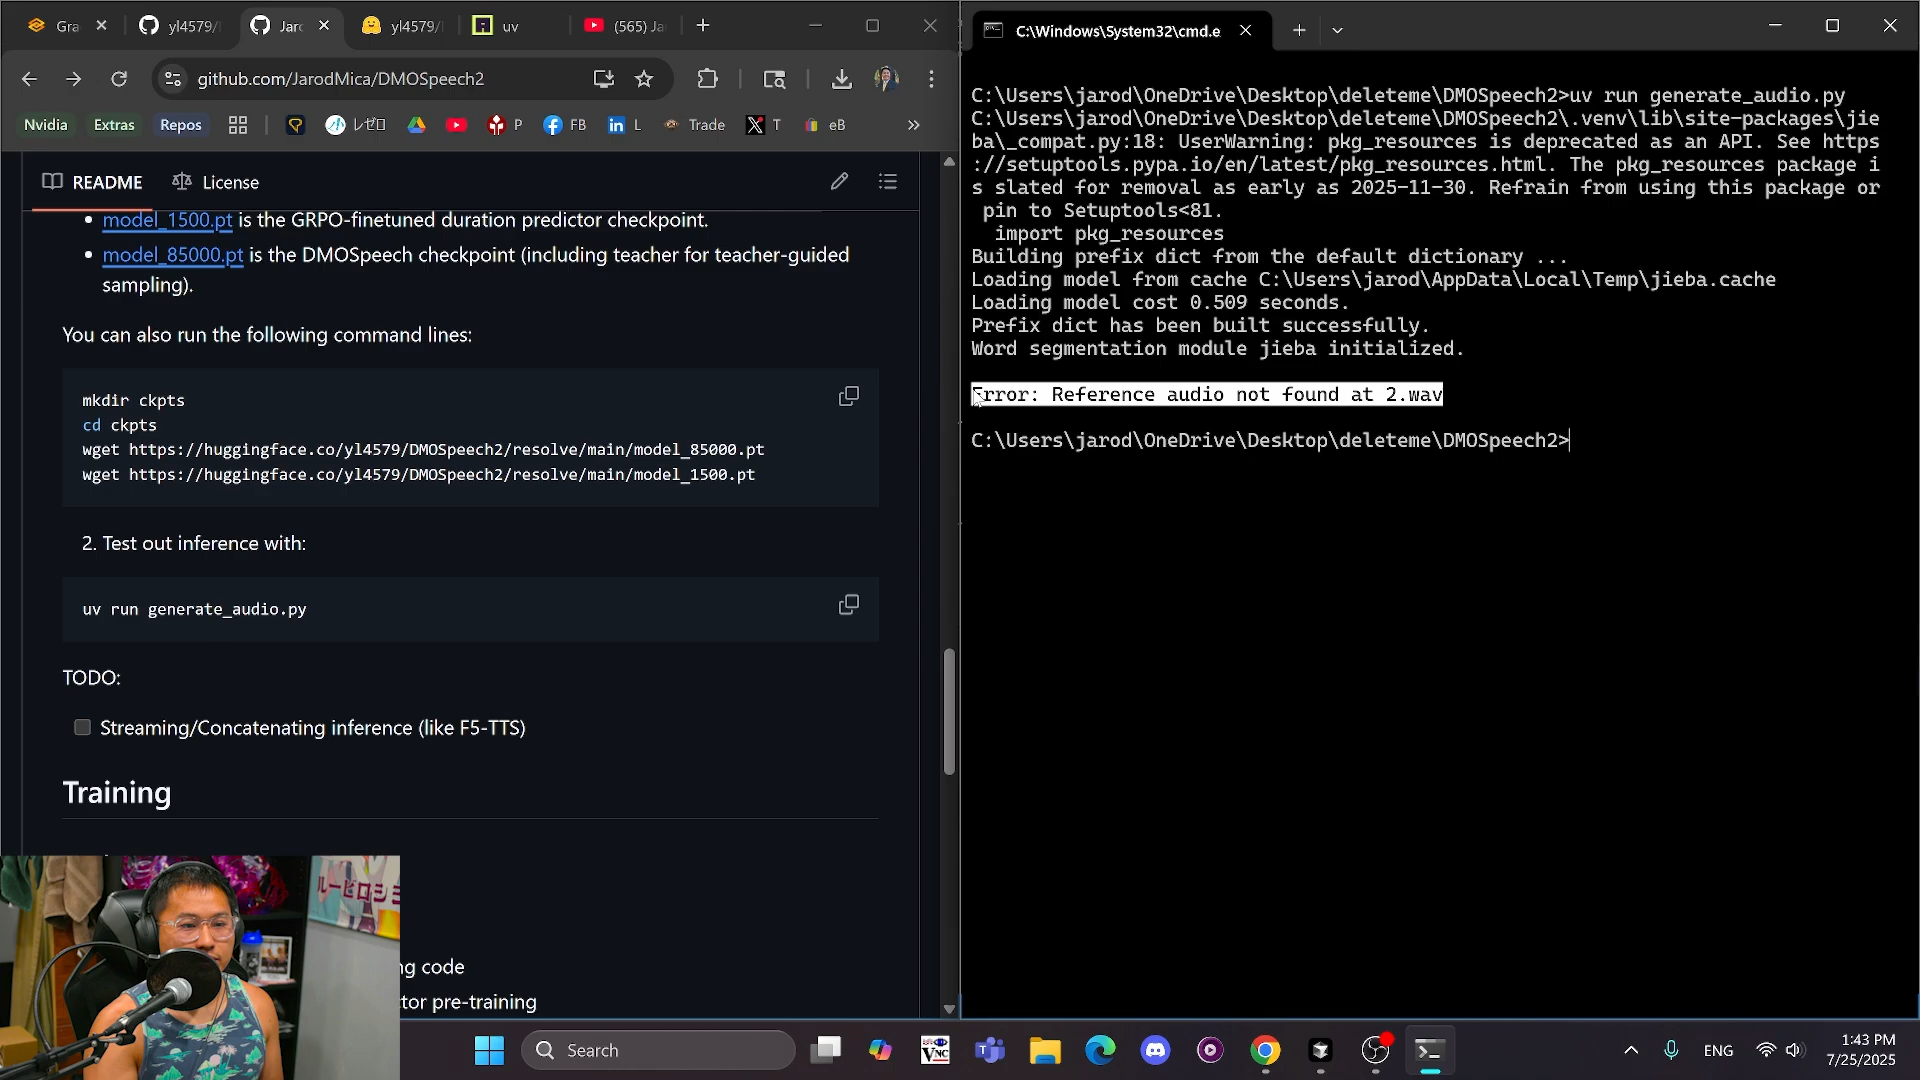 Gra
yl4579/
Jaro
yl4579/
uv
(565) Ja
github.com/JarodMica/DMOSpeech2
Nvidia
Extras
Repos
レゼロ
P
FB
L
Trade
T
eB
README
License
model_1500.pt is the GRPO-finetuned duration predictor checkpoint.
model_85000.pt is the DMOSpeech checkpoint (including teacher for teacher-guided
sampling).
You can also run the following command lines:
mkdir ckpts
cd ckpts
wget https://huggingface.co/yl4579/DMOSpeech2/resolve/main/model_85000.pt
wget https://huggingface.co/yl4579/DMOSpeech2/resolve/main/model_1500.pt
2. Test out inference with:
uv run generate_audio.py
TODO:
Streaming/Concatenating inference (like F5-TTS)
Training
ng code
tor pre-training
C:\Windows\System32\cmd.e
C:\Users\jarod\OneDrive\Desktop\deleteme\DMOSpeech2>uv run generate_audio.py
C:\Users\jarod\OneDrive\Desktop\deleteme\DMOSpeech2\.venv\lib\site-packages\jie
ba\_compat.py:18: UserWarning: pkg_resources is deprecated as an API. See https
://setuptools.pypa.io/en/latest/pkg_resources.html. The pkg_resources package i
s slated for removal as early as 2025-11-30. Refrain from using this package or
pin to Setuptools<81.
import pkg_resources
Building prefix dict from the default dictionary ...
Loading model from cache C:\Users\jarod\AppData\Local\Temp\jieba.cache
Loading model cost 0.509 seconds.
Prefix dict has been built successfully.
Word segmentation module jieba initialized.
Error: Reference audio not found at 2.wav
C:\Users\jarod\OneDrive\Desktop\deleteme\DMOSpeech2>
Search
VNC
ENG
1:43 PM
7/25/2025